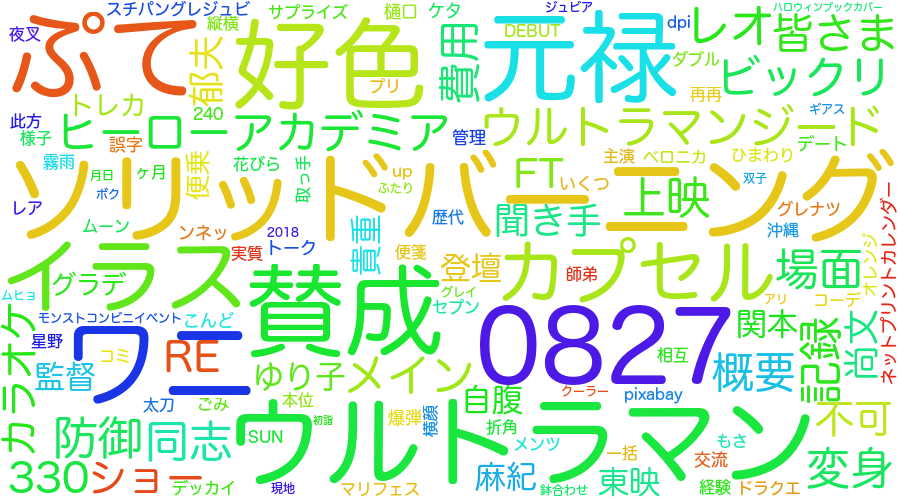 スチパングレジュビ サプライズ 樋口 ケタ ジュピア ハロウィンブックカバー
夜叉 ぷて 縦横 好色 DEBUT 元禄 dpi レオ 皆さま
郁夫 プリ 費用 ダブル ビックリ
トレカ 240 再再 ギアス
此方 ヒーローアカデミア 管理 ウルトラマンジード
様子 誤字 デート
霧雨 花びら 取っ手 主演 ベロニカ ひまわり
月日 ヶ月 便乗 up FT いくつ 双子
ボク ふたり 上映
レア ソリッドバーニング グレナツ
ムーン ンネッ 2018 貴重 歴代 聞き手 沖縄
実質 トーク 便箋 登壇 師弟 カプセル 場面 オレンジ ネットプリントカレンダー
イラス グラデ グレイ
ムヒョ 賛成 セプン アリ コーデ
モンストコンビニイベント こんど 0827 関本 尚文
星野 ワニ コミ RE 相互 記録
カラオケ 監督 ゆり子 メイン クーラー 概要
太刀 ごみ 本位 自腹 pixabay
初詣 爆弾 横顔 折角 不可
防御 同志 SUN ウルトラマン メンツ もさ
一括 交流 変身
330 ショー 麻紀 東映
デッカイ 現地 マリフェス 鉢合わせ 経験 ドラクエ